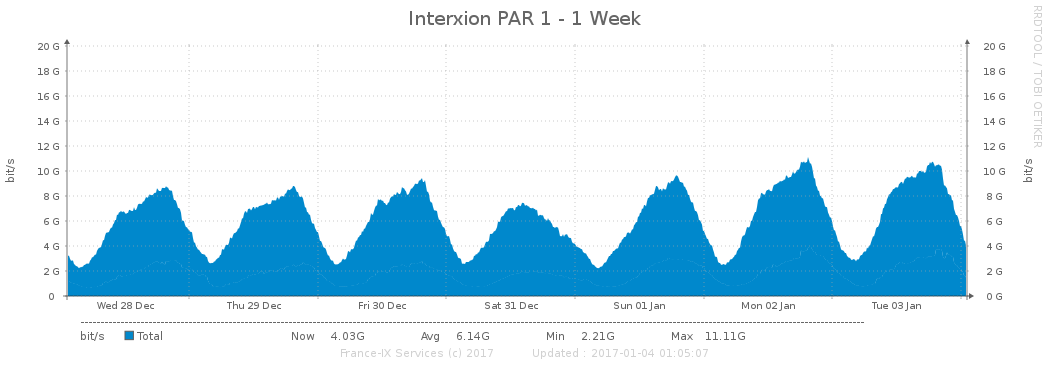 Interxion PAR 1 - 1 Week
RRDTOOL / TOBI OETIKER
20 G 20 G
18 G 18 G
16 G 16 G
14 G 14 G
12 G 12 G
10 G 10 G
8 G 8 G
6 G 6 G
4 G 4 G
2 G 2 G
0 0 G
bit/s
bit/s
Wed 28 Dec Thu 29 Dec Fri 30 Dec Sat 31 Dec Sun 01 Jan Mon 02 Jan Tue 03 Jan
bit/s Total Now 4.03G Avg 6.14G Min 2.21G Max 11.11G
France-IX Services (c) 2017 Updated : 2017-01-04 01:05:07